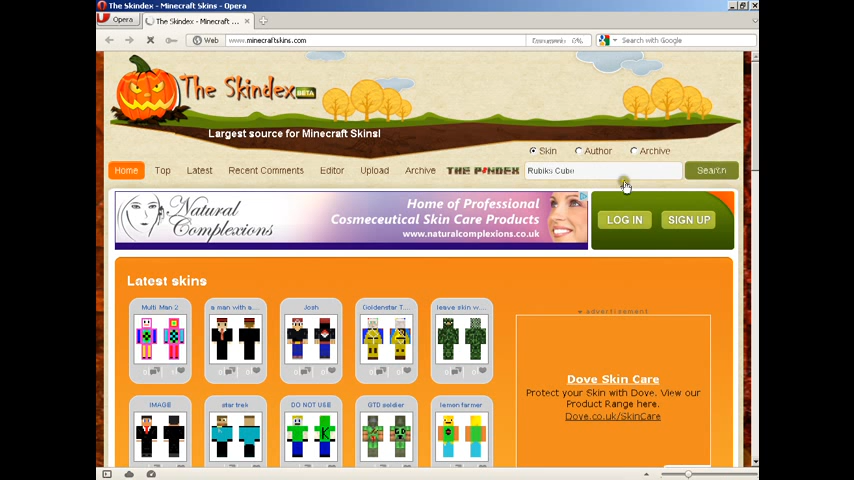 The Skindex - Minecraft Skins - Opera
Opera
The Skindex - Minecraft ...
Web
www.minecraftskins.com
0%
Search with Google
The Skindex BETA
Largest source for Minecraft Skins!
Skin Author Archive
Home Top Latest Recent Comments Editor Upload Archive THE PINDEX Rubiks Cube Search
Natural Complexions
Home of Professional
Cosmeceutical Skin Care Products
www.naturalcomplexions.co.uk
LOG IN SIGN UP
Latest skins
Multi Man 2 a man with a... Josh Goldenstar T... leave skin w...
advertisement
Dove Skin Care
Protect your Skin with Dove. View our
Product Range here.
Dove.co.uk/SkinCare
IMAGE star trek DO NOT USE GTD soldier lemon farmer